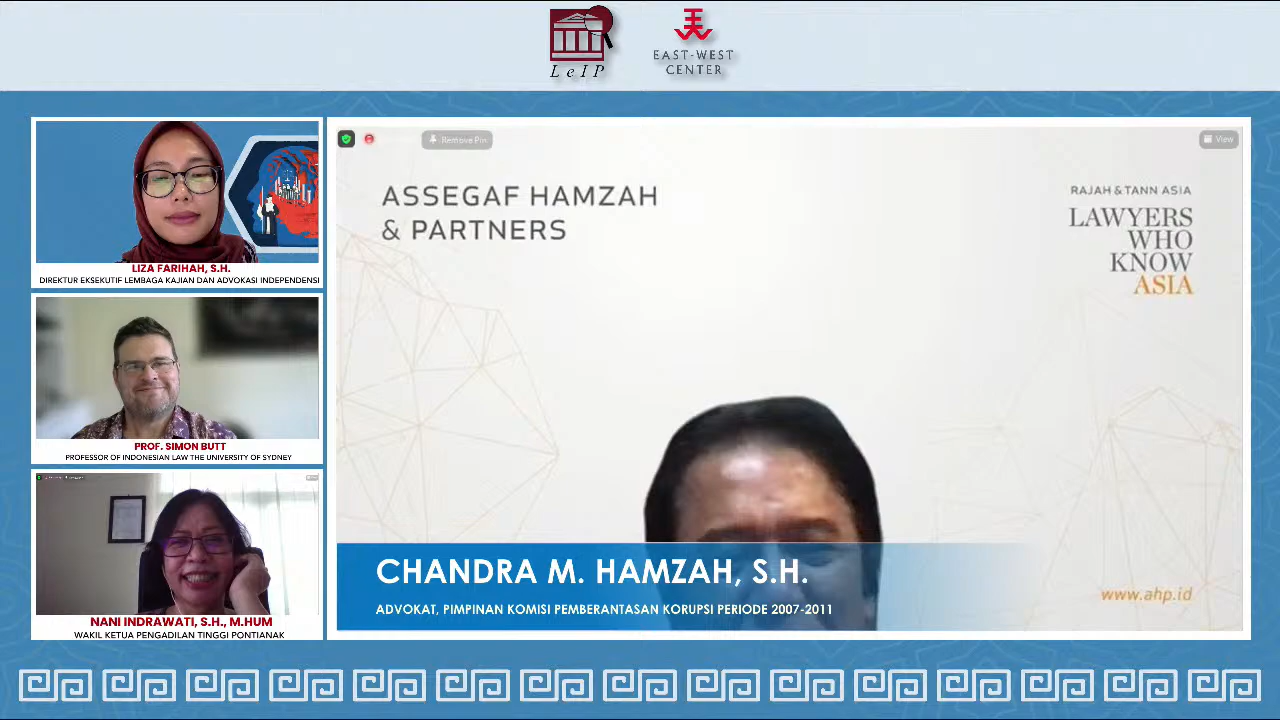 LeIP
EAST-WEST
CENTER
LIZA FARIHAH, S.H.
DIREKTUR EKSEKUTIF LEMBAGA KAJIAN DAN ADVOKASI INDEPENDENSI
PROF. SIMON BUTT
PROFESSOR OF INDONESIAN LAW THE UNIVERSITY OF SYDNEY
NANI INDRAWATI, S.H., M.HUM
WAKIL KETUA PENGADILAN TINGGI PONTIANAK
Remove Pin
View
ASSEGAF HAMZAH
& PARTNERS
RAJAH & TANN ASIA
LAWYERS
WHO
KNOW
ASIA
CHANDRA M. HAMZAH, S.H.
ADVOKAT, PIMPINAN KOMISI PEMBERANTASAN KORUPSI PERIODE 2007-2011
www.ahp.id